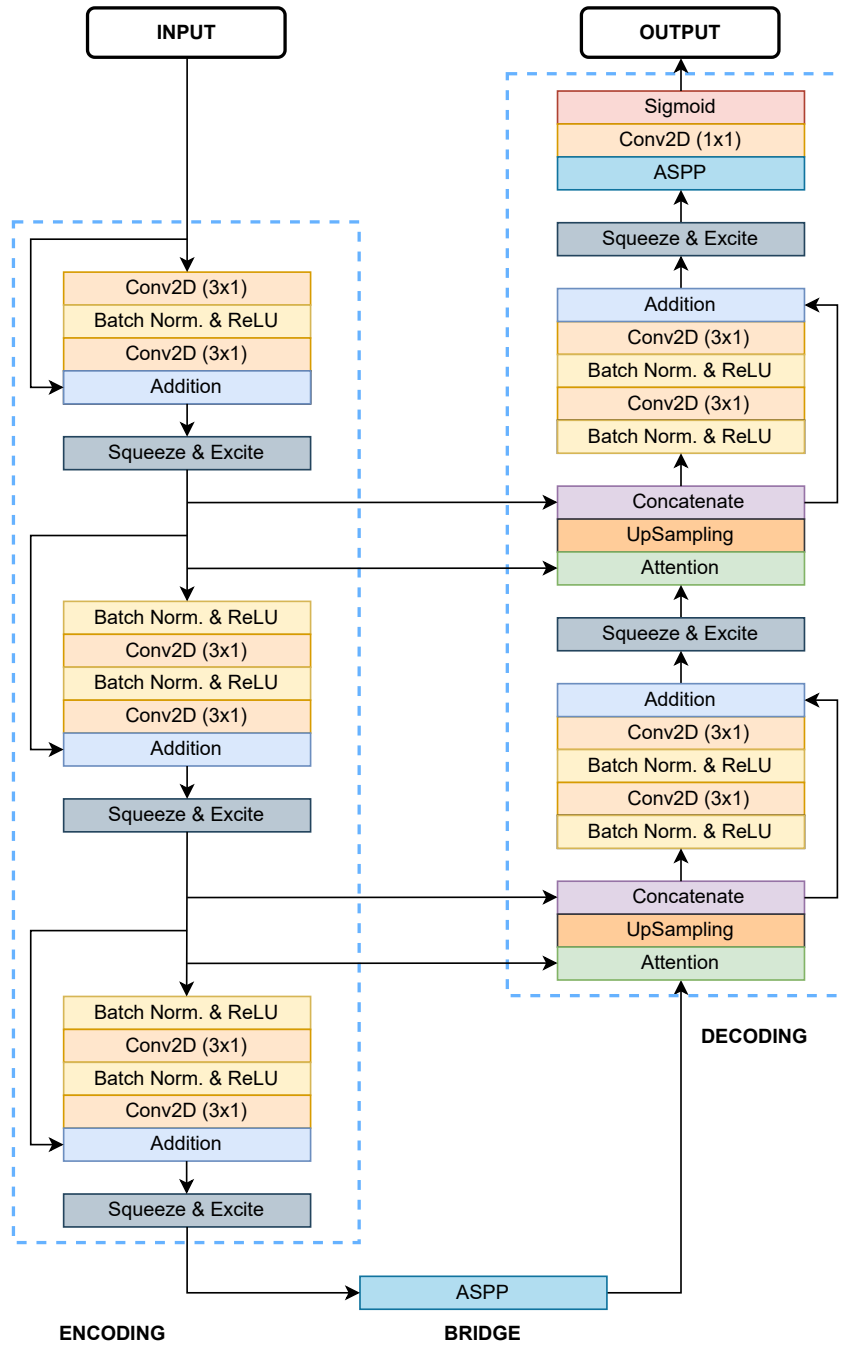 INPUT
Conv2D (3x1)
Batch Norm. & ReLU
Conv2D (3x1)
Addition
Squeeze & Excite
Batch Norm. & ReLU
Conv2D (3x1)
Batch Norm. & ReLU
Conv2D (3x1)
Addition
Squeeze & Excite
Batch Norm. & ReLU
Conv2D (3x1)
Batch Norm. & ReLU
Conv2D (3x1)
Addition
Squeeze & Excite
ENCODING
ASPP
BRIDGE
OUTPUT
Sigmoid
Conv2D (1x1)
ASPP
Squeeze & Excite
Addition
Conv2D (3x1)
Batch Norm. & ReLU
Conv2D (3x1)
Batch Norm. & ReLU
Concatenate
UpSampling
Attention
Squeeze & Excite
Addition
Conv2D (3x1)
Batch Norm. & ReLU
Conv2D (3x1)
Batch Norm. & ReLU
Concatenate
UpSampling
Attention
DECODING